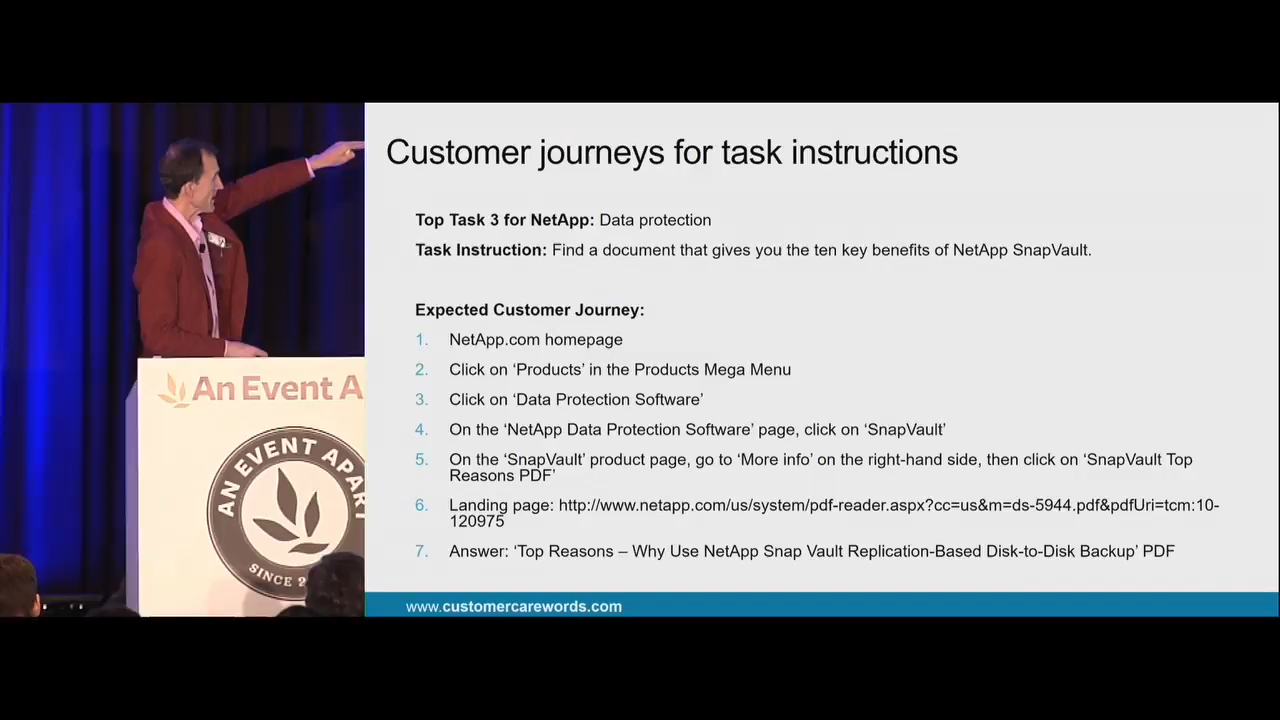 Customer journeys for task instructions
Top Task 3 for NetApp: Data protection
Task Instruction: Find a document that gives you the ten key benefits of NetApp SnapVault.
Expected Customer Journey:
1. NetApp.com homepage
2. Click on ‘Products’ in the Products Mega Menu
3. Click on ‘Data Protection Software’
4. On the ‘NetApp Data Protection Software’ page, click on ‘SnapVault’
5. On the ‘SnapVault’ product page, go to ‘More info’ on the right-hand side, then click on ‘SnapVault Top
Reasons PDF’
6. Landing page: http://www.netapp.com/us/system/pdf-reader.aspx?cc=us&m=ds-5944.pdf&pdfUri=tcm:10-
120975
7. Answer: ‘Top Reasons – Why Use NetApp Snap Vault Replication-Based Disk-to-Disk Backup’ PDF
www.customercarewords.com
An Event A
AN EVENT APART
SINCE 2